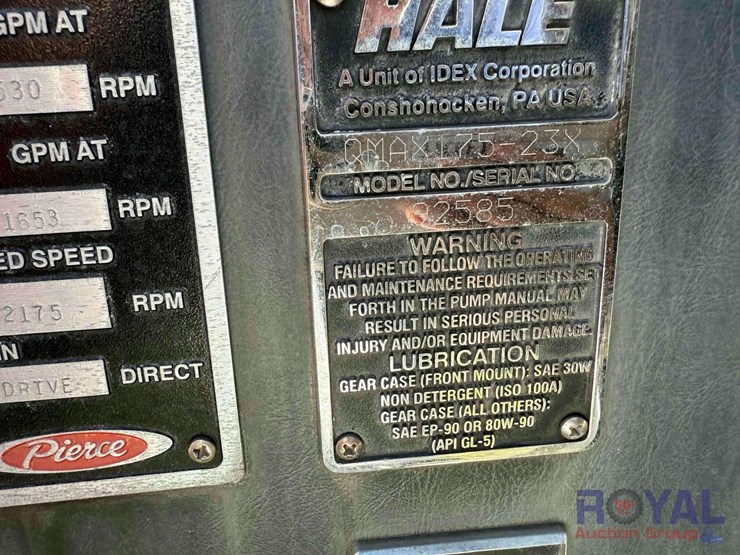 GPM AT
530 RPM
GPM AT
1653 RPM
ED SPEED
2175 RPM
IN
DRIVE DIRECT
Pierce
HALE
A Unit of IDEX Corporation
Conshohocken, PA USA
QMAX175-23X
MODEL NO./SERIAL NO.
92585
WARNING
FAILURE TO FOLLOW THE OPERATING
AND MAINTENANCE REQUIREMENTS SET
FORTH IN THE PUMP MANUAL MAY
RESULT IN SERIOUS PERSONAL
INJURY AND/OR EQUIPMENT DAMAGE.
LUBRICATION
GEAR CASE (FRONT MOUNT): SAE 30W
NON DETERGENT (ISO 100A)
GEAR CASE (ALL OTHERS):
SAE EP-90 OR 80W-90
(API GL-5)
ROYAL
Auction Group